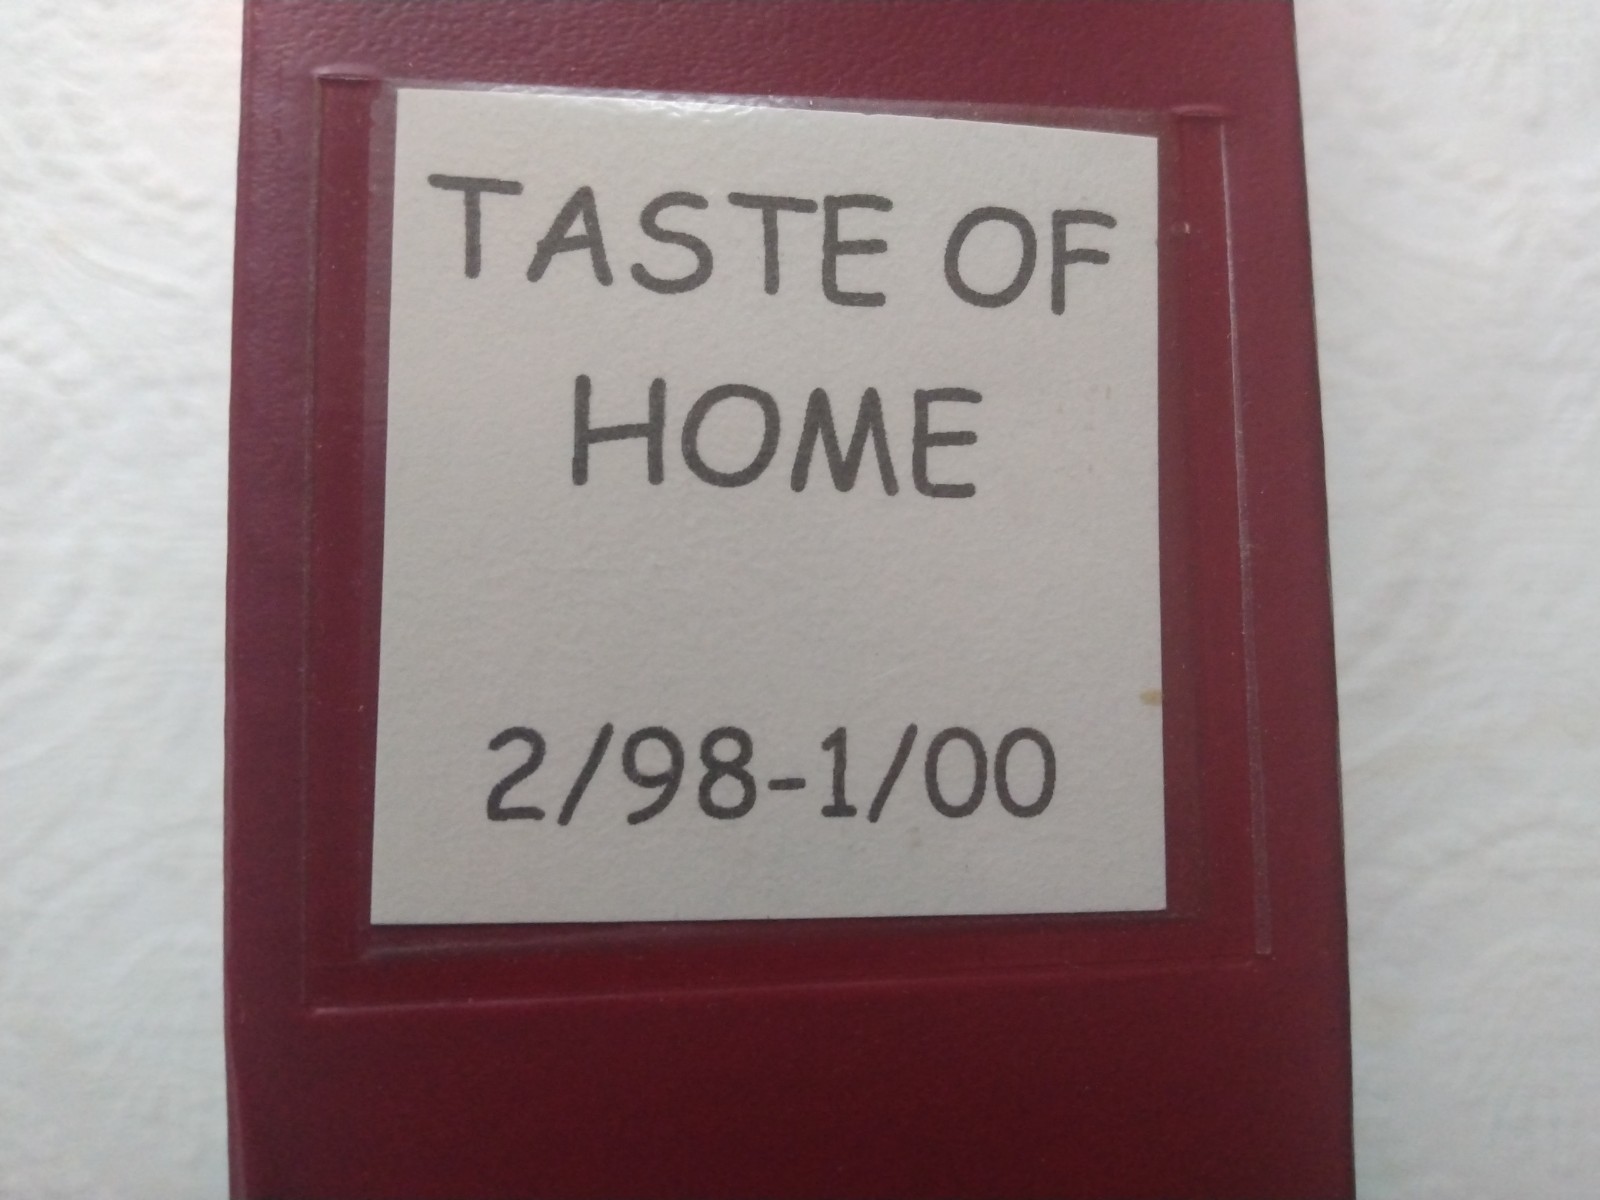 TASTE OF
HOME
2/98-1/00